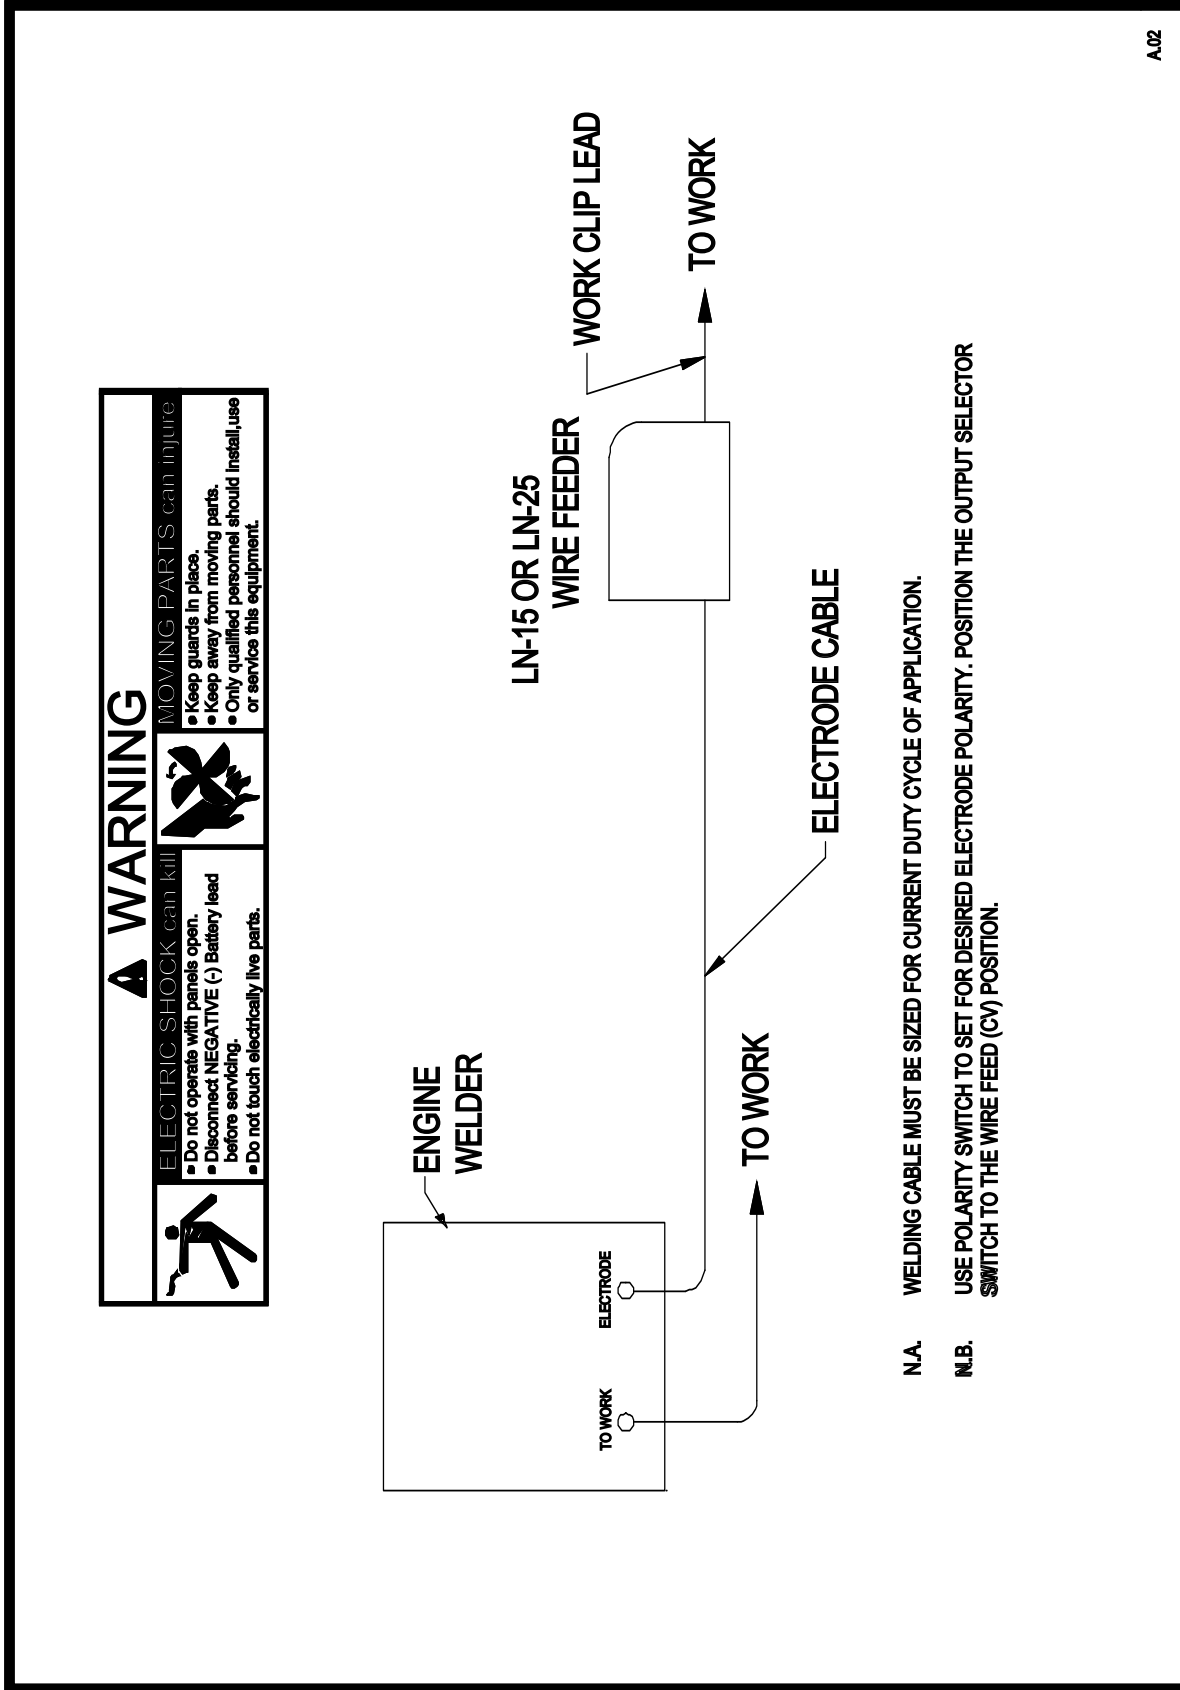 WARNING
ELECTRIC SHOCK can kill
• Do not operate with panels open.
• Disconnect NEGATIVE (-) Battery lead
before servicing.
• Do not touch electrically live parts.
MOVING PARTS can injure
• Keep guards in place.
• Keep away from moving parts.
• Only qualified personnel should install,use
or service this equipment.
ENGINE
WELDER
TO WORK
ELECTRODE
TO WORK
LN-15 OR LN-25
WIRE FEEDER
WORK CLIP LEAD
TO WORK
ELECTRODE CABLE
N.A. WELDING CABLE MUST BE SIZED FOR CURRENT DUTY CYCLE OF APPLICATION.
N.B. USE POLARITY SWITCH TO SET FOR DESIRED ELECTRODE POLARITY. POSITION THE OUTPUT SELECTOR
SWITCH TO THE WIRE FEED (CV) POSITION.
A.02